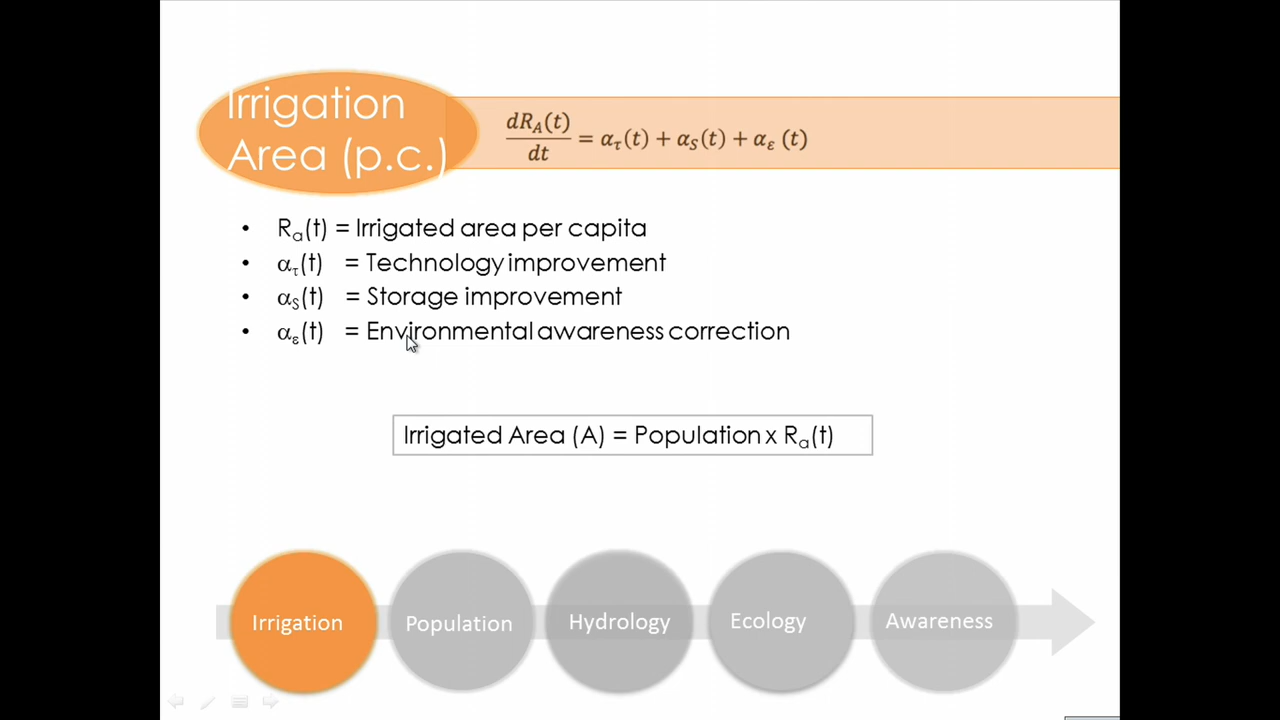 Irrigation
Area (p.c.)
dR_A(t)/dt = α_τ(t) + α_S(t) + α_ε (t)
• R_a(t) = Irrigated area per capita
• α_τ(t) = Technology improvement
• α_S(t) = Storage improvement
• α_ε(t) = Environmental awareness correction
Irrigated Area (A) = Population x R_a(t)
Irrigation
Population
Hydrology
Ecology
Awareness